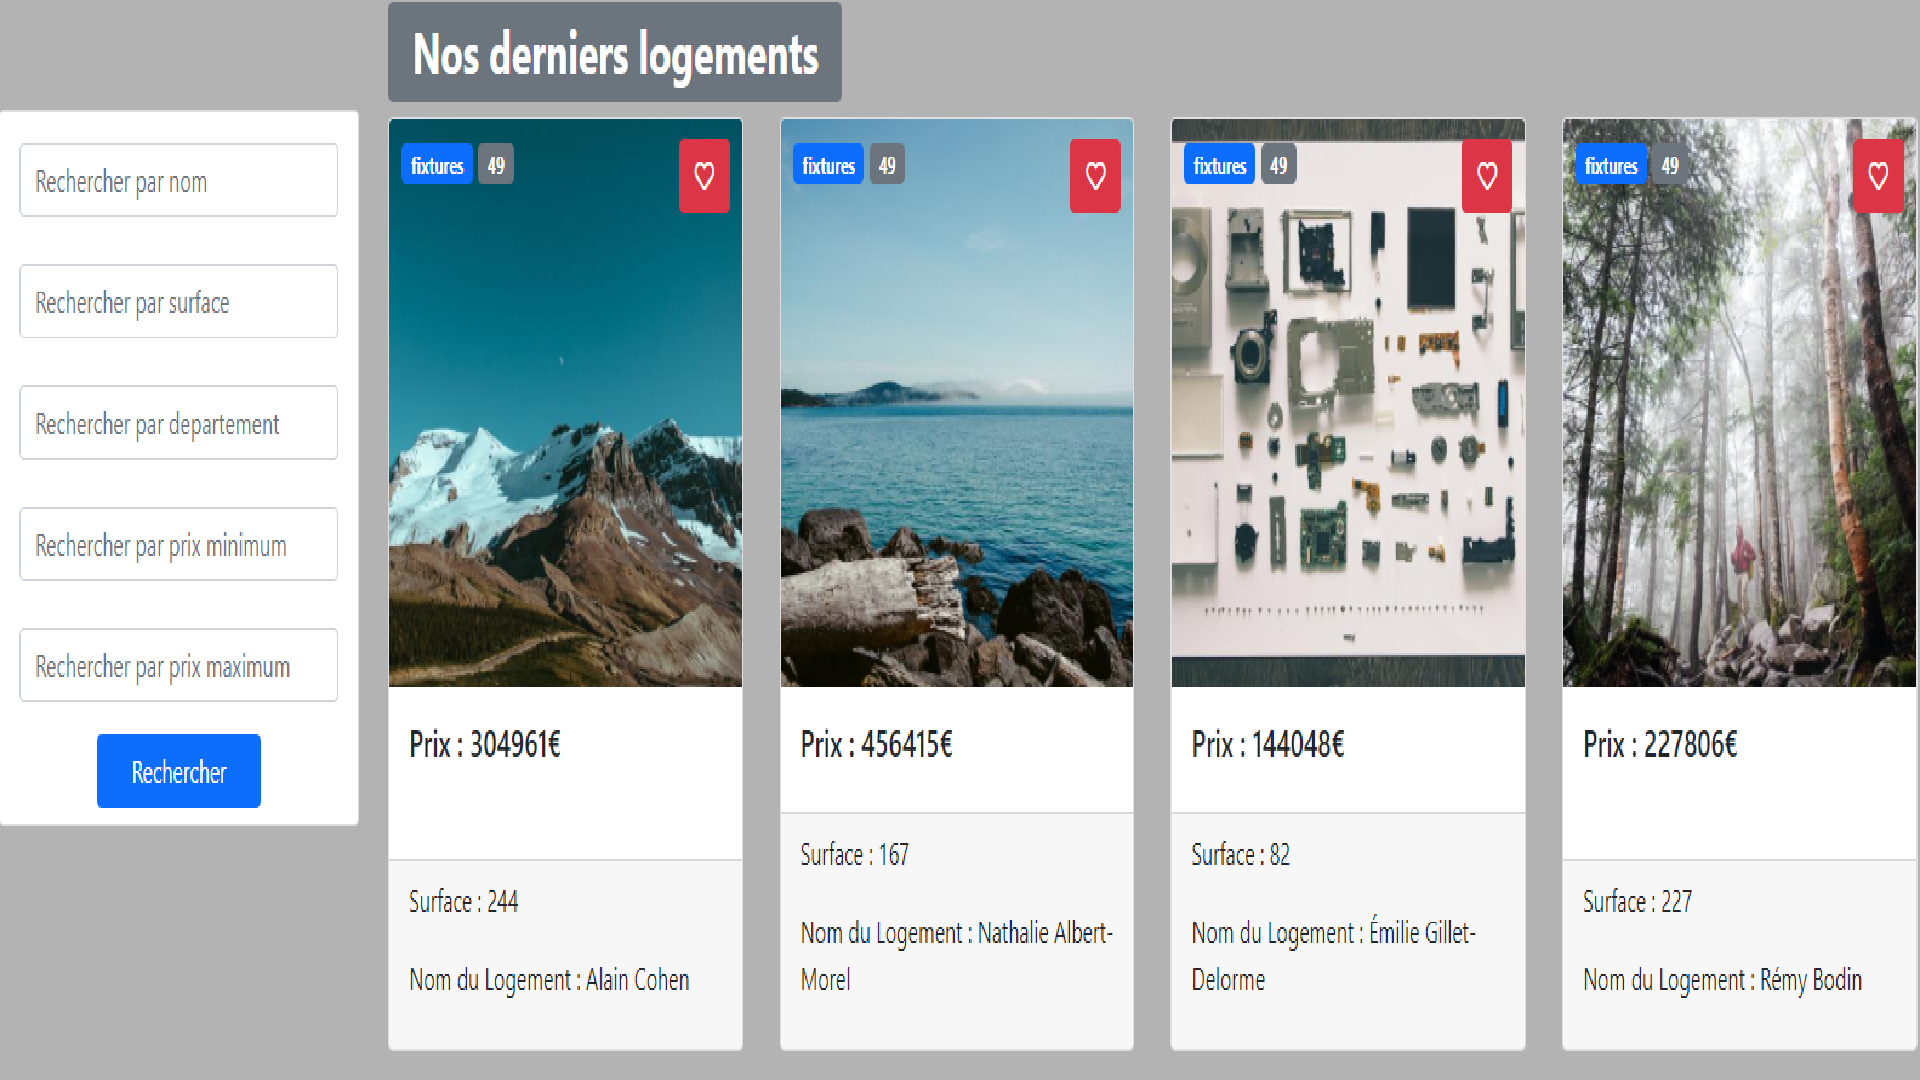 Nos derniers logements
Rechercher par nom
Rechercher par surface
Rechercher par departement
Rechercher par prix minimum
Rechercher par prix maximum
Rechercher
fixtures 49
Prix : 304961€
Surface : 244
Nom du Logement : Alain Cohen
fixtures 49
Prix : 456415€
Surface : 167
Nom du Logement : Nathalie Albert-
Morel
fixtures 49
Prix : 144048€
Surface : 82
Nom du Logement : Émilie Gillet-
Delorme
fixtures 49
Prix : 227806€
Surface : 227
Nom du Logement : Rémy Bodin